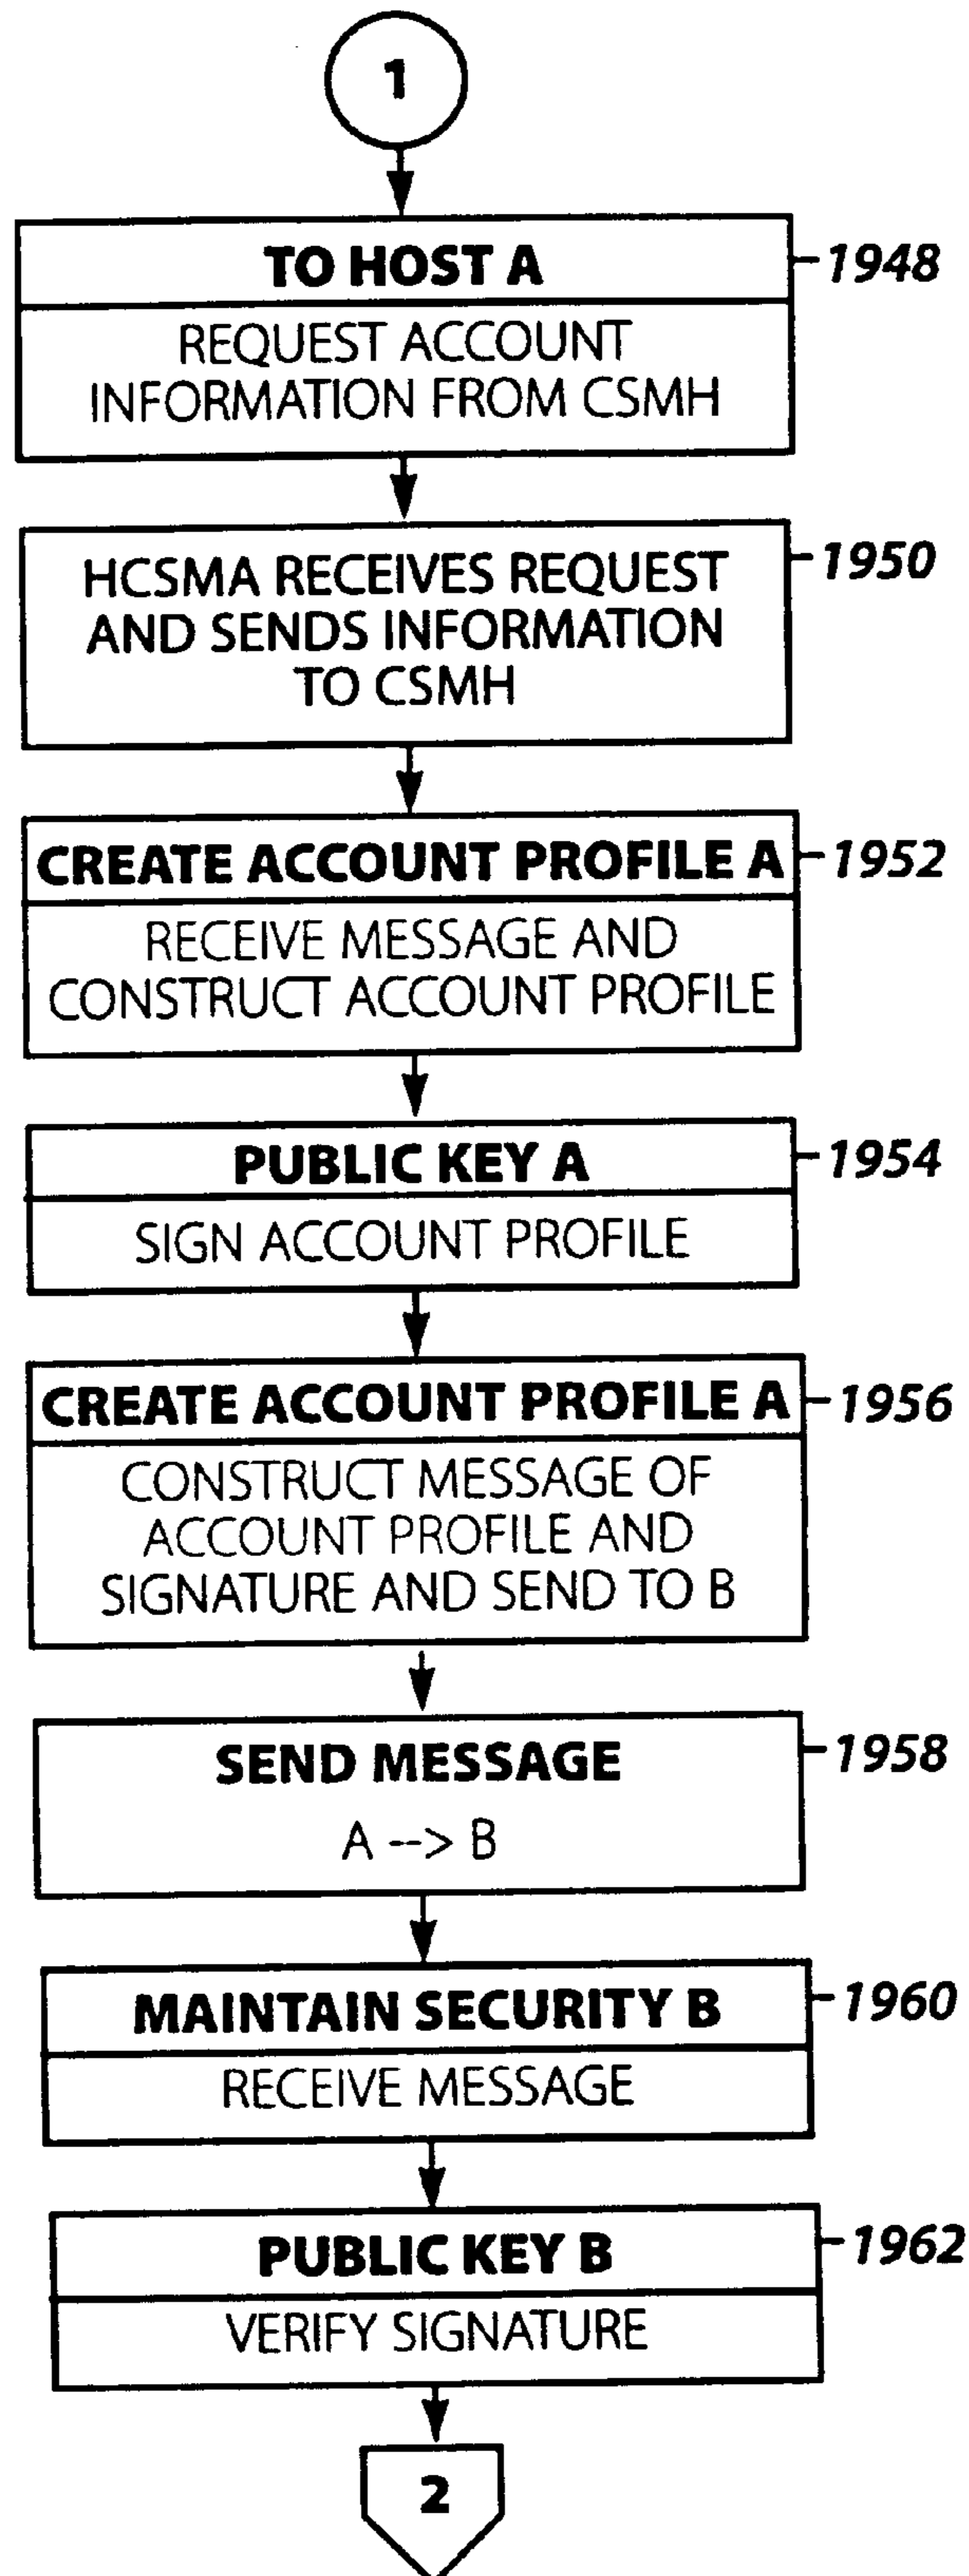 1
TO HOST A
1948
REQUEST ACCOUNT
INFORMATION FROM CSMH
HCSMA RECEIVES REQUEST
1950
AND SENDS INFORMATION
TO CSMH
CREATE ACCOUNT PROFILE A
1952
RECEIVE MESSAGE AND
CONSTRUCT ACCOUNT PROFILE
PUBLIC KEY A
1954
SIGN ACCOUNT PROFILE
CREATE ACCOUNT PROFILE A
1956
CONSTRUCT MESSAGE OF
ACCOUNT PROFILE AND
SIGNATURE AND SEND TO B
SEND MESSAGE
1958
A --> B
MAINTAIN SECURITY B
1960
RECEIVE MESSAGE
PUBLIC KEY B
1962
VERIFY SIGNATURE
2